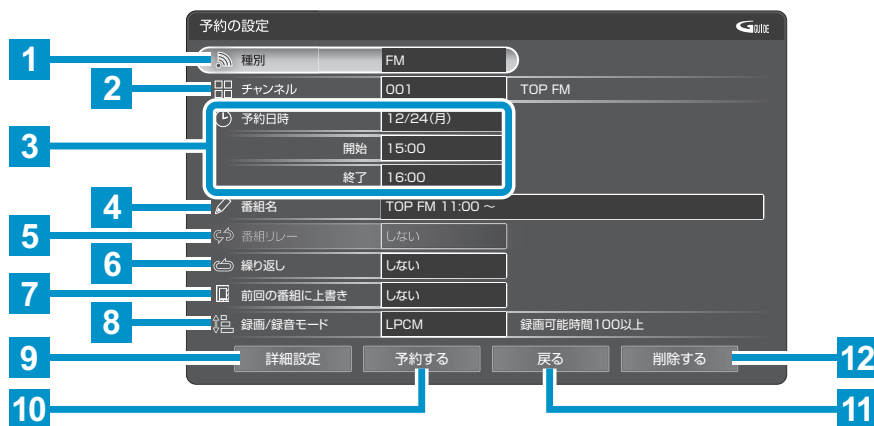 予約の設定
G GUIDE
1 種別 FM
2 チャンネル 001 TOP FM
3 予約日時 12/24(月)
開始 15:00
終了 16:00
4 番組名 TOP FM 11:00 ～
5 番組リレー しない
6 繰り返し しない
7 前回の番組に上書き しない
8 録画/録音モード LPCM 録画可能時間100以上
9 詳細設定 予約する 戻る 削除する 12
10 11